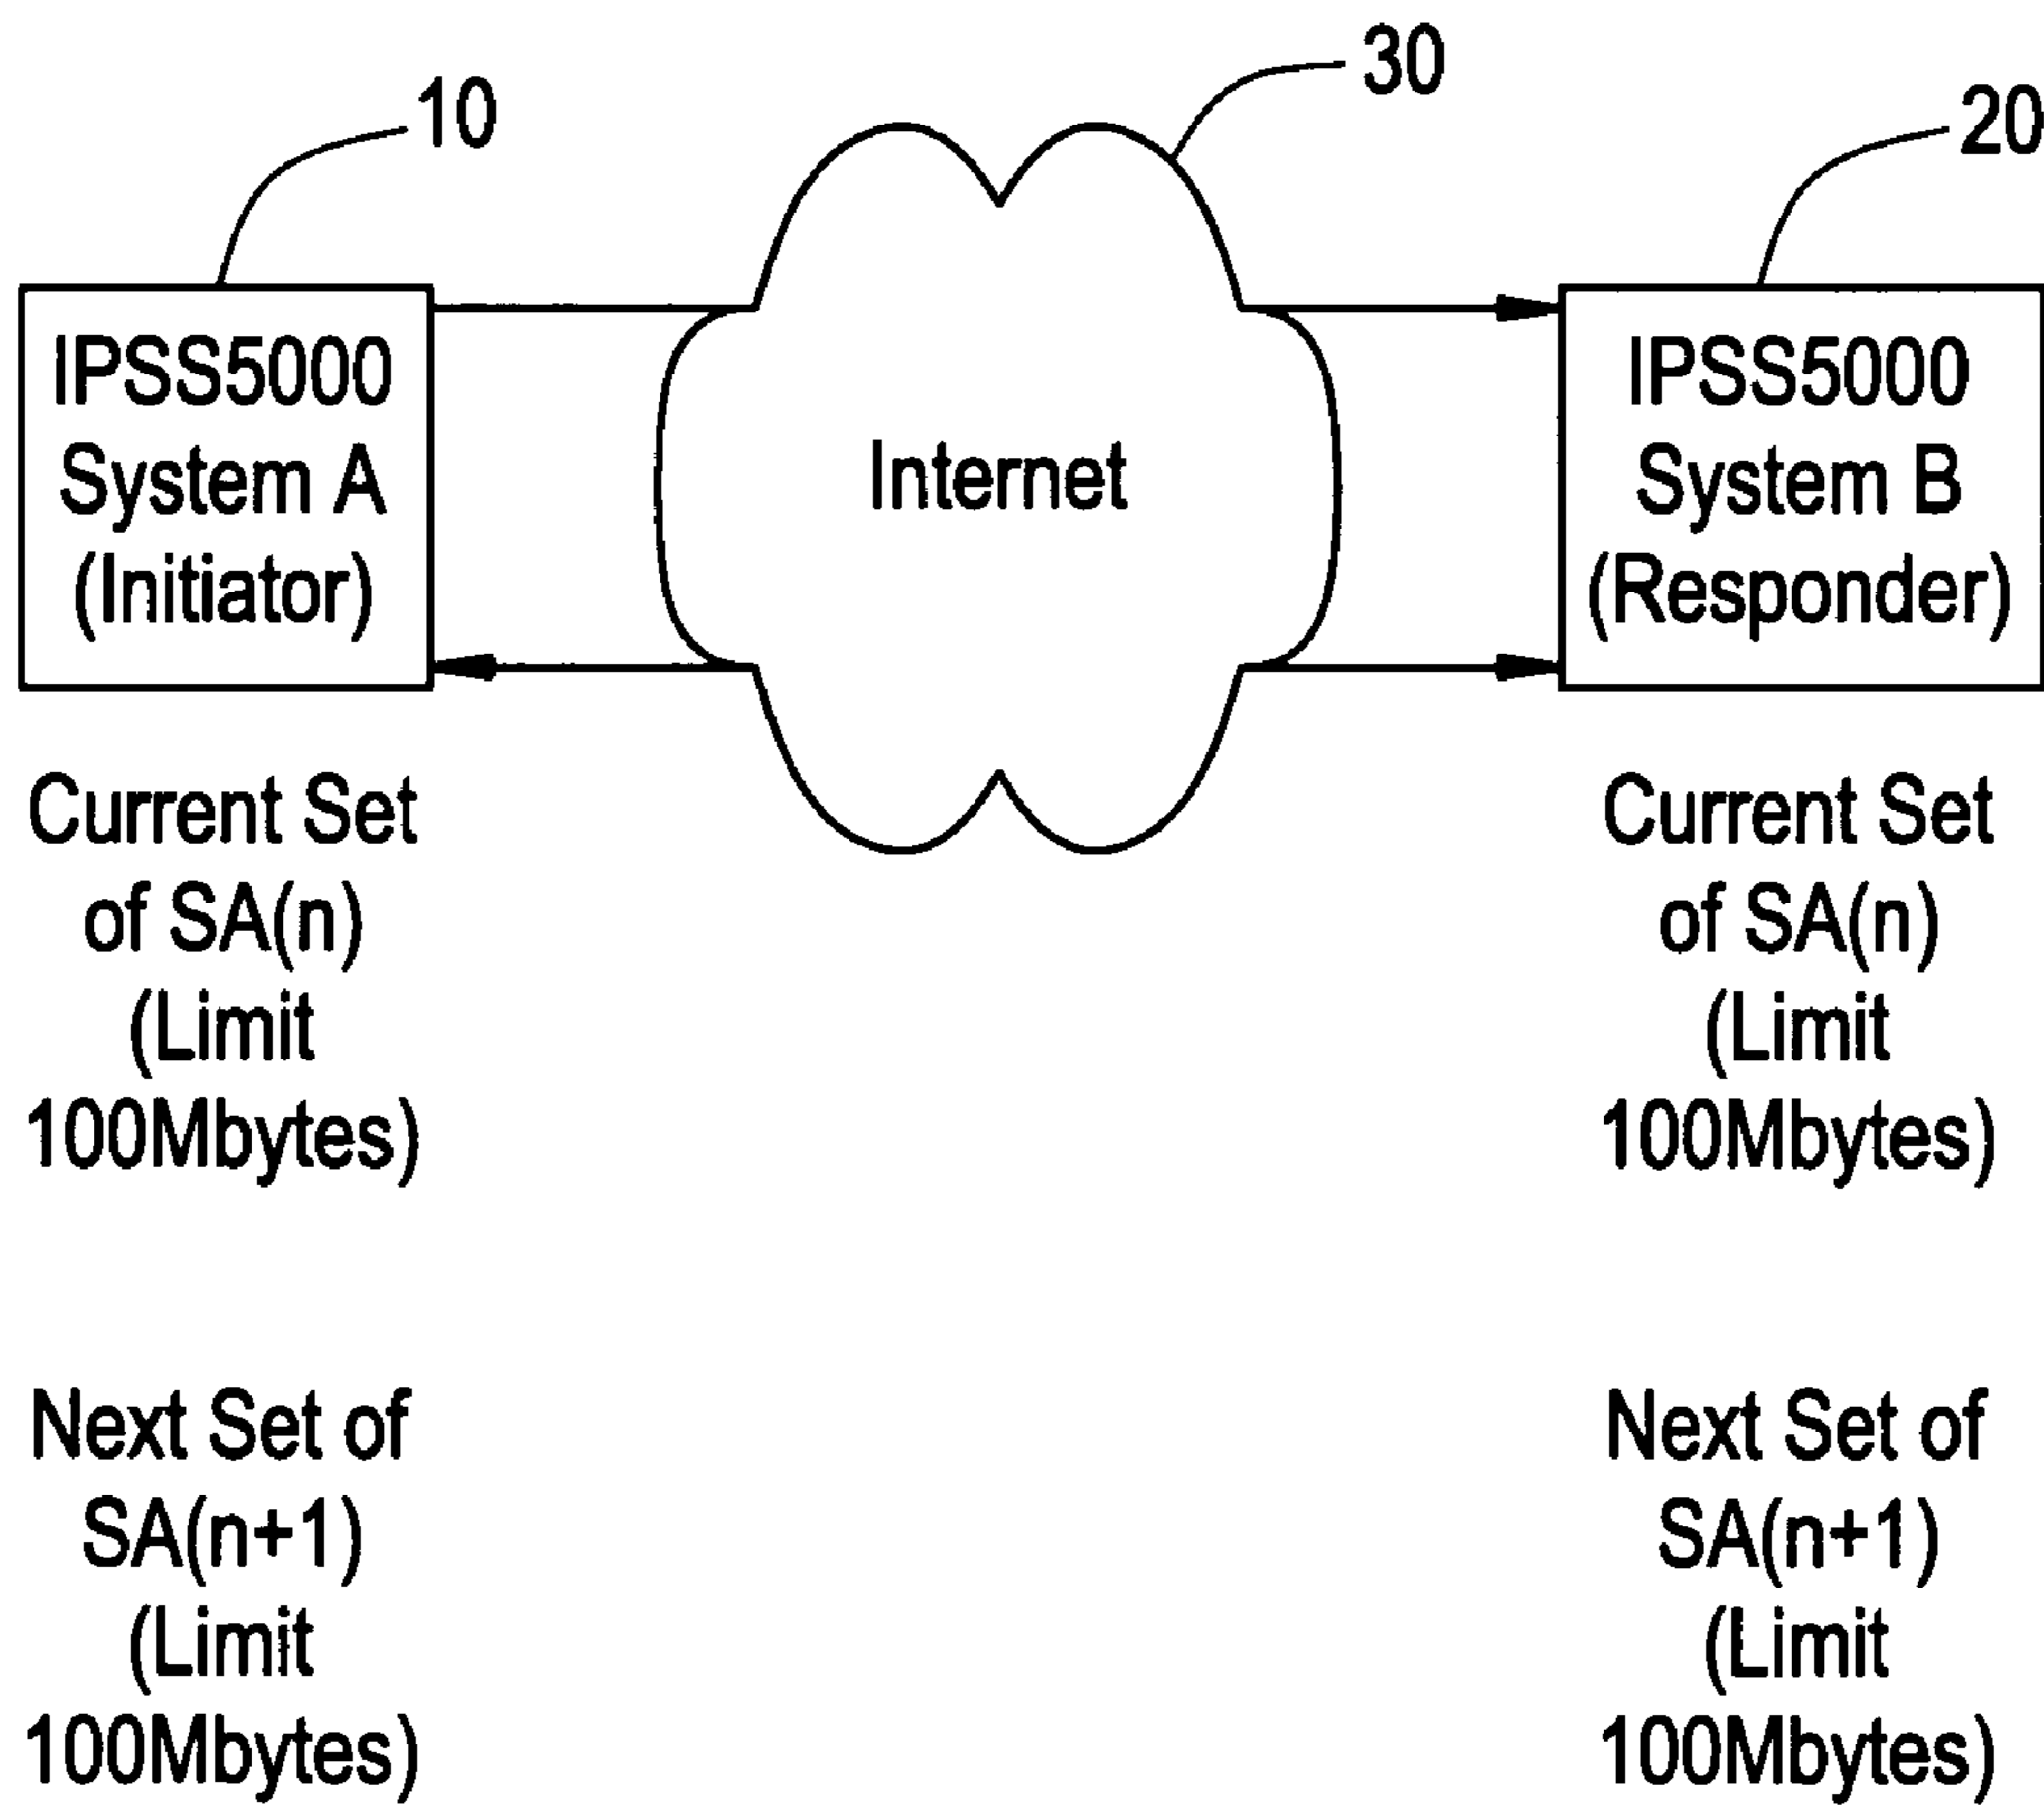 30
10
20
IPSS5000
System A
(Initiator)
Internet
IPSS5000
System B
(Responder)
Current Set
of SA(n)
(Limit
100Mbytes)
Current Set
of SA(n)
(Limit
100Mbytes)
Next Set of
SA(n+1)
(Limit
100Mbytes)
Next Set of
SA(n+1)
(Limit
100Mbytes)